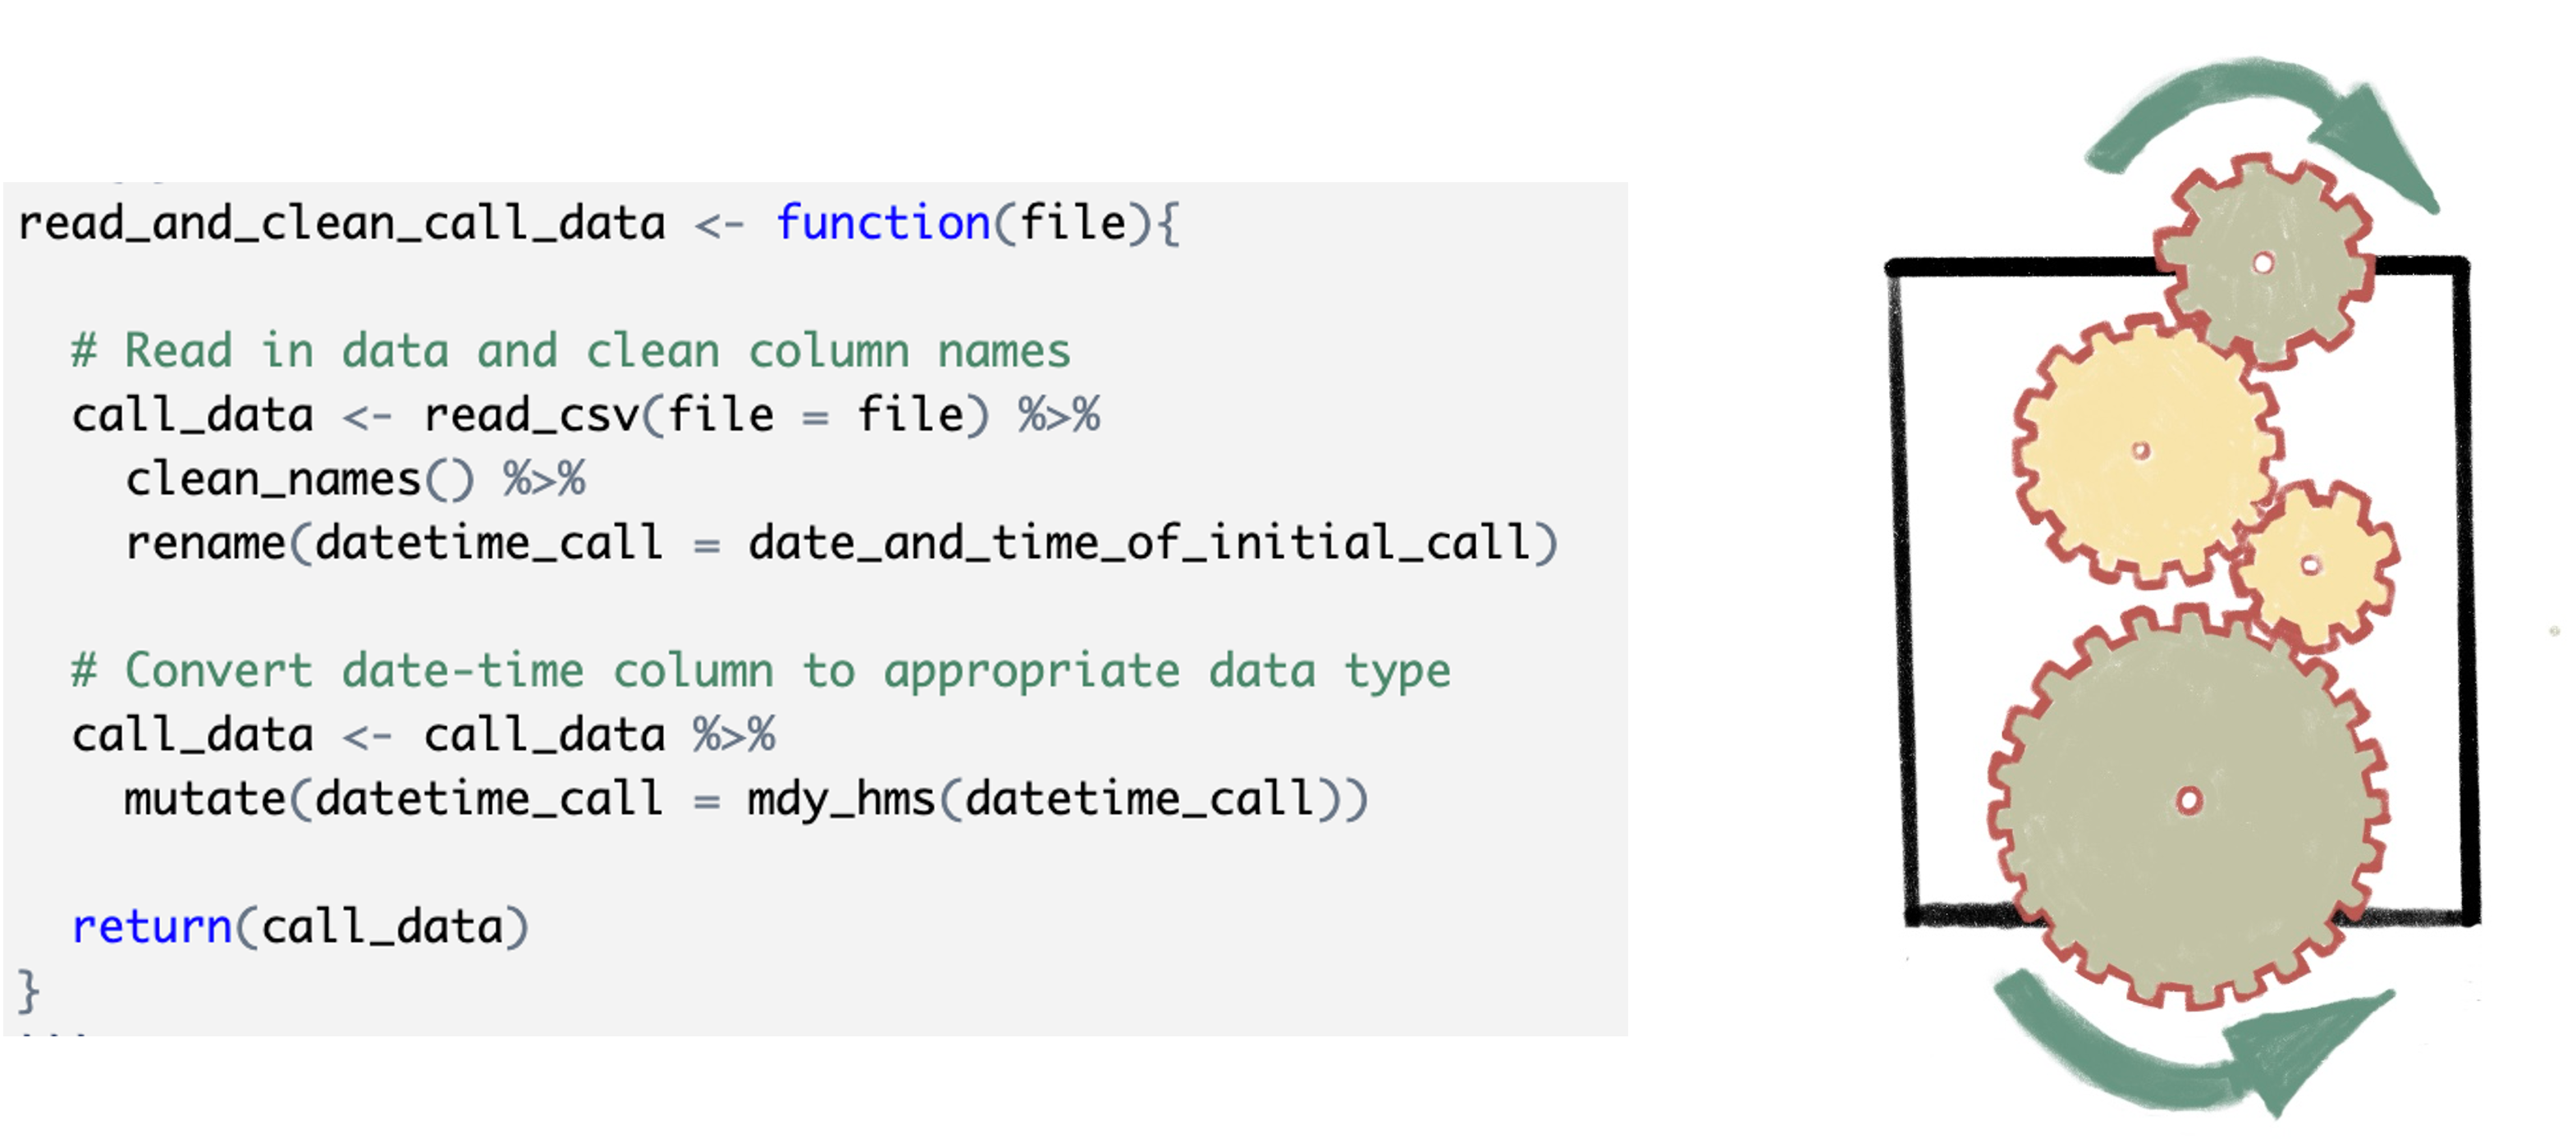 read_and_clean_call_data <- function(file){
# Read in data and clean column names
call_data <- read_csv(file = file) %>%
clean_names() %>%
rename(datetime_call = date_and_time_of_initial_call)
# Convert date-time column to appropriate data type
call_data <- call_data %>%
mutate(datetime_call = mdy_hms(datetime_call))
return(call_data)
}